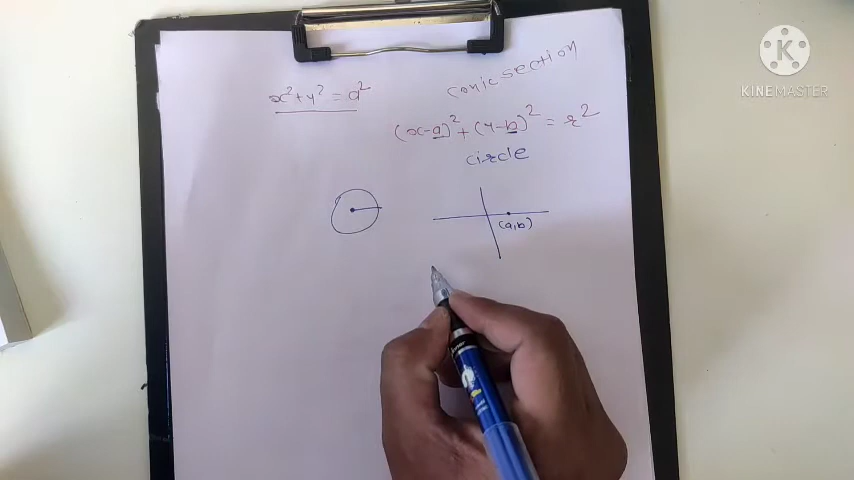 conic section
x²+y² = a²
(x-a)² + (y-b)² = r²
circle
(a,b)
KINEMASTER